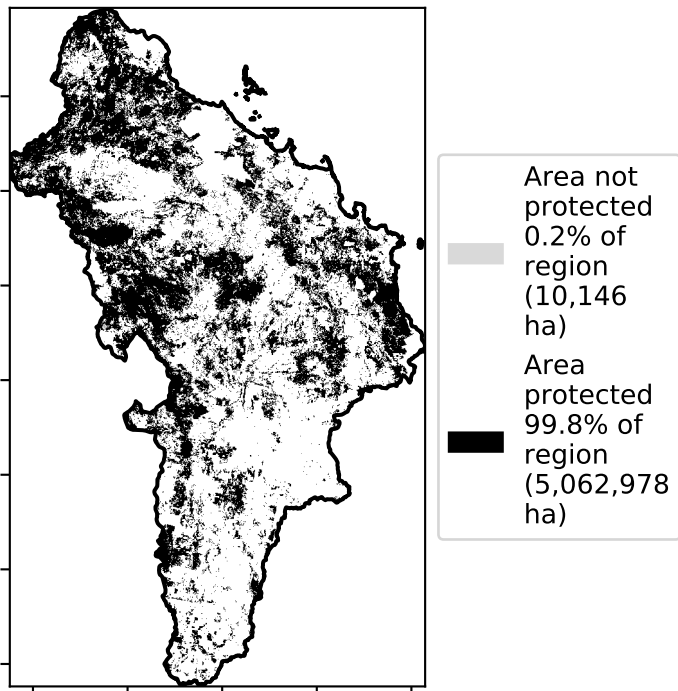 Area not
protected
0.2% of
region
(10,146
ha)
Area
protected
99.8% of
region
(5,062,978
ha)